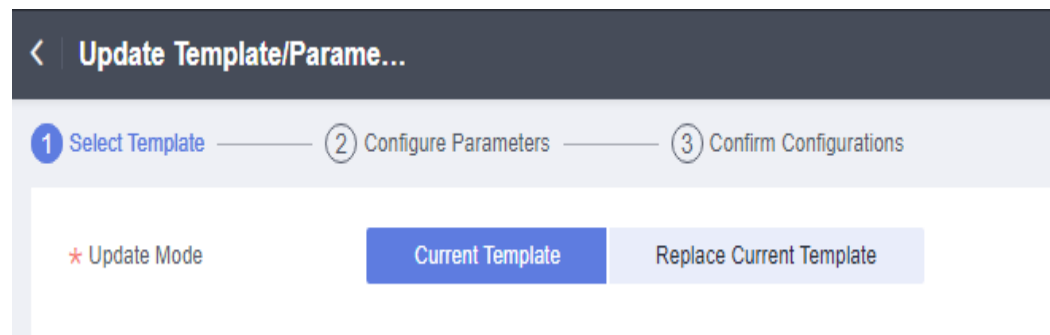 Update Template/Parame...
1 Select Template 2 Configure Parameters 3 Confirm Configurations
* Update Mode Current Template Replace Current Template